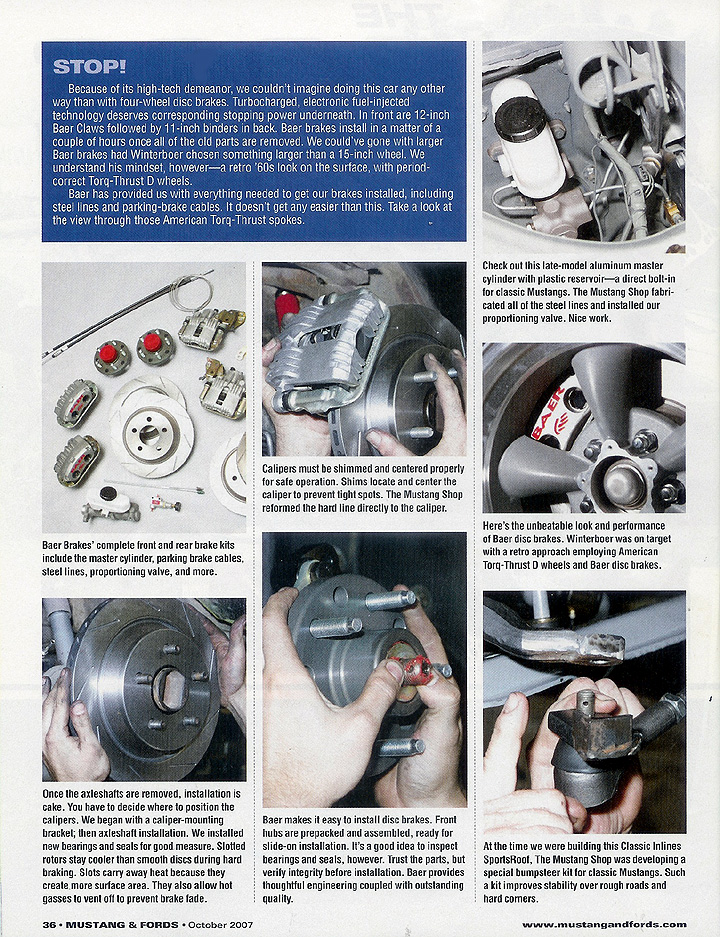 STOP!
Because of its high-tech demeanor, we couldn't imagine doing this car any other
way than with four-wheel disc brakes. Turbocharged, electronic fuel-injected
technology deserves corresponding stopping power underneath. In front are 12-inch
Baer Claws followed by 11-inch binders in back. Baer brakes install in a matter of a
couple of hours once all of the old parts are removed. We could've gone with larger
Baer brakes had Winterboer chosen something larger than a 15-inch wheel. We
understand his mindset, however—a retro '60s look on the surface, with period-
correct Torq-Thrust D wheels.
Baer has provided us with everything needed to get our brakes installed, including
steel lines and parking-brake cables. It doesn't get any easier than this. Take a look at
the view through those American Torq-Thrust spokes.
Baer Brakes' complete front and rear brake kits
include the master cylinder, parking brake cables,
steel lines, proportioning valve, and more.
Once the axleshafts are removed, installation is
cake. You have to decide where to position the
calipers. We began with a caliper-mounting
bracket; then axleshaft installation. We installed
new bearings and seals for good measure. Slotted
rotors stay cooler than smooth discs during hard
braking. Slots carry away heat because they
create more surface area. They also allow hot
gasses to vent off to prevent brake fade.
Calipers must be shimmed and centered properly
for safe operation. Shims locate and center the
caliper to prevent tight spots. The Mustang Shop
reformed the hard line directly to the caliper.
Baer makes it easy to install disc brakes. Front
hubs are prepacked and assembled, ready for
slide-on installation. It's a good idea to inspect
bearings and seals, however. Trust the parts, but
verify integrity before installation. Baer provides
thoughtful engineering coupled with outstanding
quality.
Check out this late-model aluminum master
cylinder with plastic reservoir—a direct bolt-in
for classic Mustangs. The Mustang Shop fabri-
cated all of the steel lines and installed our
proportioning valve. Nice work.
BAER
Here's the unbeatable look and performance
of Baer disc brakes. Winterboer was on target
with a retro approach employing American
Torq-Thrust D wheels and Baer disc brakes.
At the time we were building this Classic Inlines
SportsRoof, The Mustang Shop was developing a
special bumpsteer kit for classic Mustangs. Such
a kit improves stability over rough roads and
hard corners.
36 • MUSTANG & FORDS • October 2007
www.mustangandfords.com